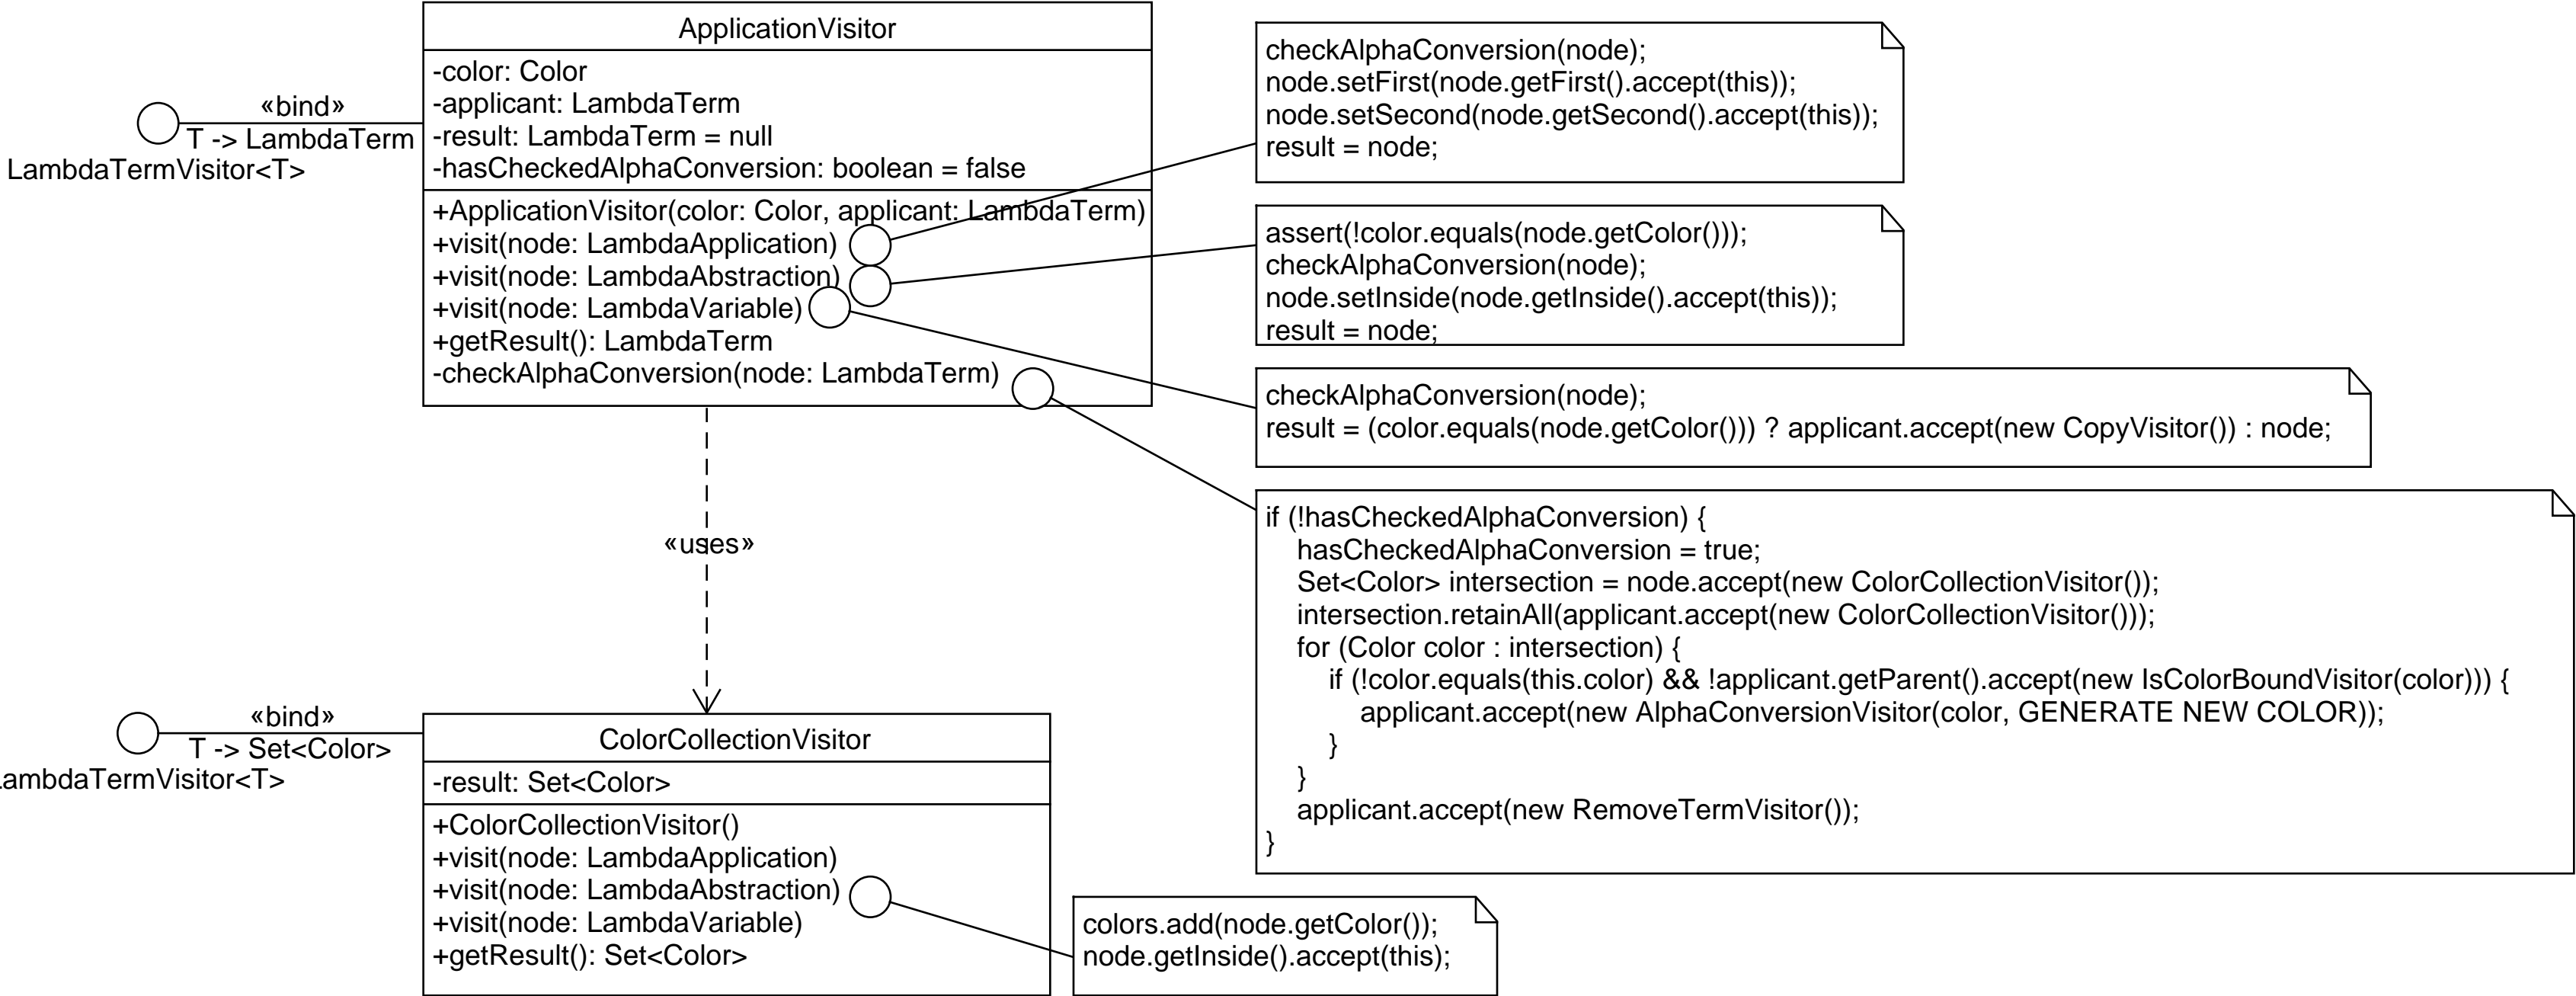 ApplicationVisitor
-color: Color
-applicant: LambdaTerm
-result: LambdaTerm = null
-hasCheckedAlphaConversion: boolean = false
+ApplicationVisitor(color: Color, applicant: LambdaTerm)
+visit(node: LambdaApplication)
+visit(node: LambdaAbstraction)
+visit(node: LambdaVariable)
+getResult(): LambdaTerm
-checkAlphaConversion(node: LambdaTerm)
«bind»
T -> LambdaTerm
LambdaTermVisitor<T>
checkAlphaConversion(node);
node.setFirst(node.getFirst().accept(this));
node.setSecond(node.getSecond().accept(this));
result = node;
assert(!color.equals(node.getColor()));
checkAlphaConversion(node);
node.setInside(node.getInside().accept(this));
result = node;
checkAlphaConversion(node);
result = (color.equals(node.getColor())) ? applicant.accept(new CopyVisitor()) : node;
if (!hasCheckedAlphaConversion) {
hasCheckedAlphaConversion = true;
Set<Color> intersection = node.accept(new ColorCollectionVisitor());
intersection.retainAll(applicant.accept(new ColorCollectionVisitor()));
for (Color color : intersection) {
if (!color.equals(this.color) && !applicant.getParent().accept(new IsColorBoundVisitor(color))) {
applicant.accept(new AlphaConversionVisitor(color, GENERATE NEW COLOR));
}
}
applicant.accept(new RemoveTermVisitor());
}
«uses»
«bind»
T -> Set<Color>
LambdaTermVisitor<T>
ColorCollectionVisitor
-result: Set<Color>
+ColorCollectionVisitor()
+visit(node: LambdaApplication)
+visit(node: LambdaAbstraction)
+visit(node: LambdaVariable)
+getResult(): Set<Color>
colors.add(node.getColor());
node.getInside().accept(this);